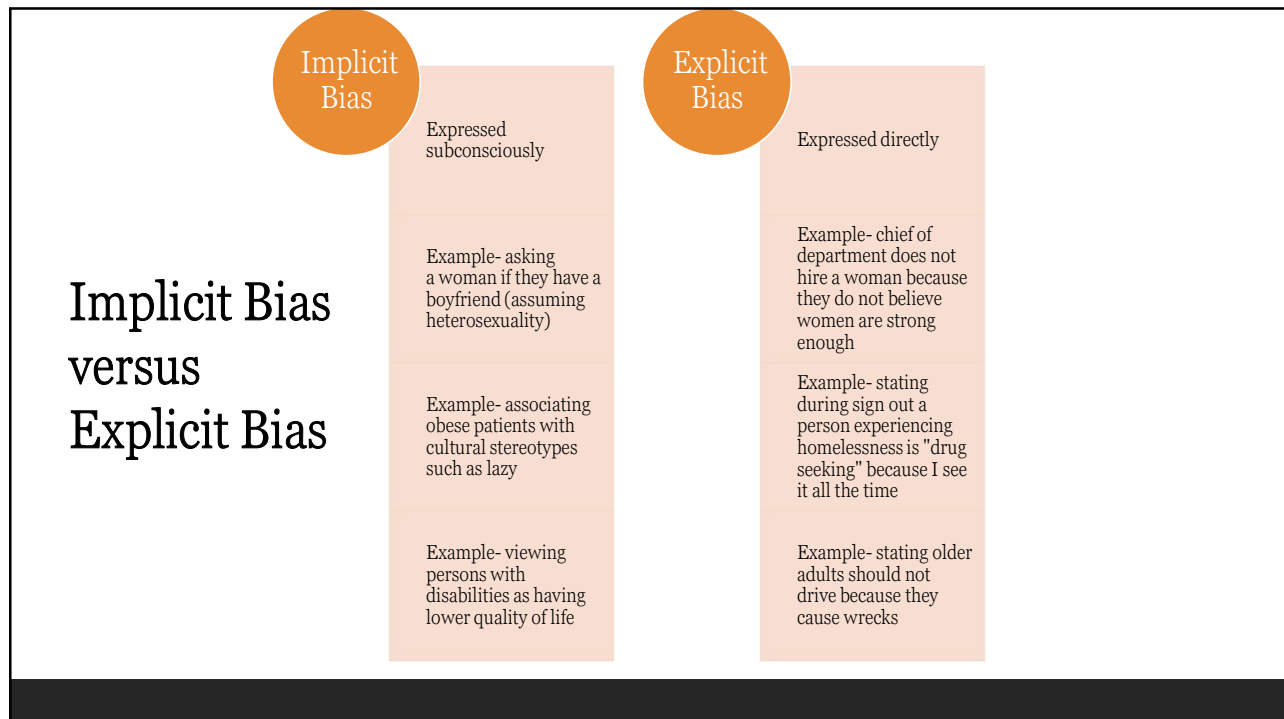 Implicit Bias
versus
Explicit Bias
Implicit
Bias
Expressed
subconsciously
Example- asking
a woman if they have a
boyfriend (assuming
heterosexuality)
Example- associating
obese patients with
cultural stereotypes
such as lazy
Example- viewing
persons with
disabilities as having
lower quality of life
Explicit
Bias
Expressed directly
Example- chief of
department does not
hire a woman because
they do not believe
women are strong
enough
Example- stating
during sign out a
person experiencing
homelessness is "drug
seeking" because I see
it all the time
Example- stating older
adults should not
drive because they
cause wrecks